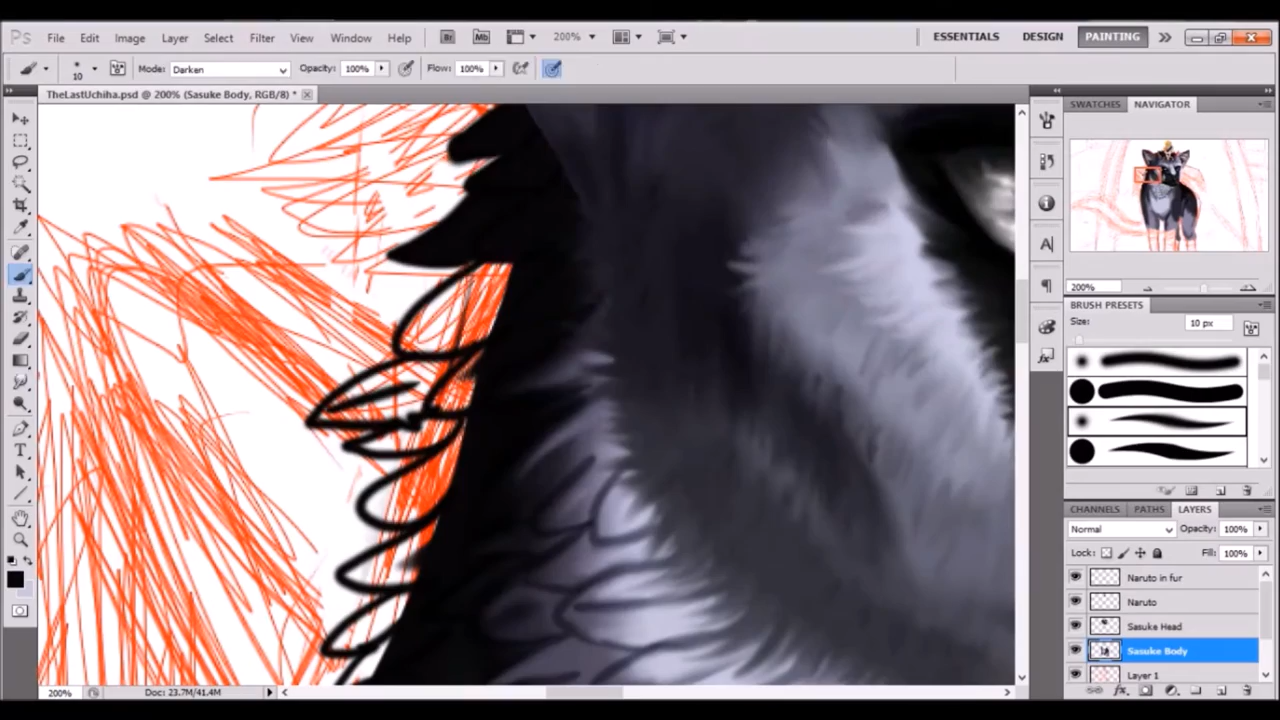 Ps File Edit Image Layer Select Filter View Window Help Br Mb 200% ESSENTIALS DESIGN PAINTING
10 Mode: Darken Opacity: 100% Flow: 100%
TheLastUchiha.psd @ 200% (Sasuke Body, RGB/8) *
SWATCHES NAVIGATOR
200%
BRUSH PRESETS
Size: 10 px
CHANNELS PATHS LAYERS
Normal Opacity: 100%
Lock: Fill: 100%
Naruto in fur
Naruto
Sasuke Head
Sasuke Body
Layer 1
200% Doc: 23.7M/41.4M